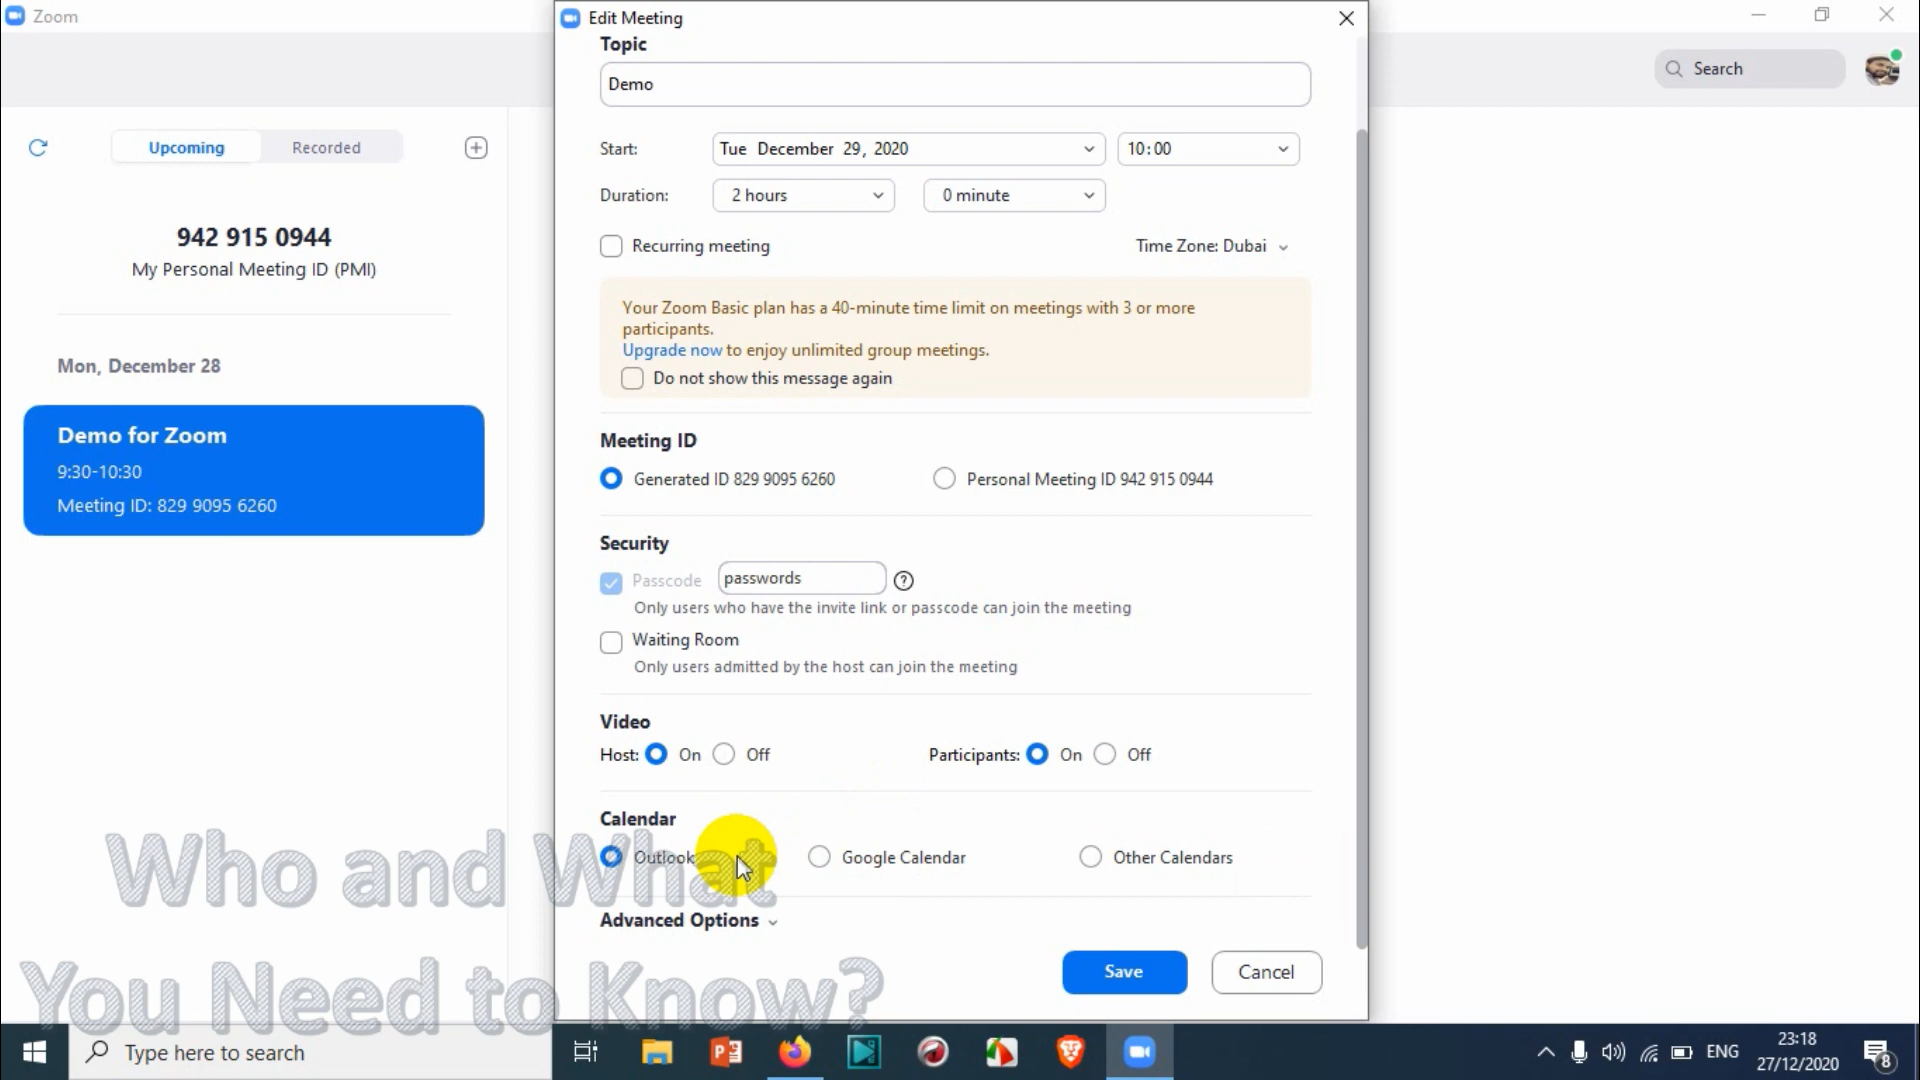 Zoom
Edit Meeting
Search
Upcoming
Recorded
942 915 0944
My Personal Meeting ID (PMI)
Mon, December 28
Demo for Zoom
9:30-10:30
Meeting ID: 829 9095 6260
Topic
Demo
Start: Tue December 29, 2020 10:00
Duration: 2 hours 0 minute
Recurring meeting Time Zone: Dubai
Your Zoom Basic plan has a 40-minute time limit on meetings with 3 or more
participants.
Upgrade now to enjoy unlimited group meetings.
Do not show this message again
Meeting ID
Generated ID 829 9095 6260 Personal Meeting ID 942 915 0944
Security
Passcode passwords
Only users who have the invite link or passcode can join the meeting
Waiting Room
Only users admitted by the host can join the meeting
Video
Host: On Off Participants: On Off
Calendar
Outlook Google Calendar Other Calendars
Advanced Options
Save Cancel
Who and What
You Need to Know?
Type here to search
ENG
23:18
27/12/2020
8